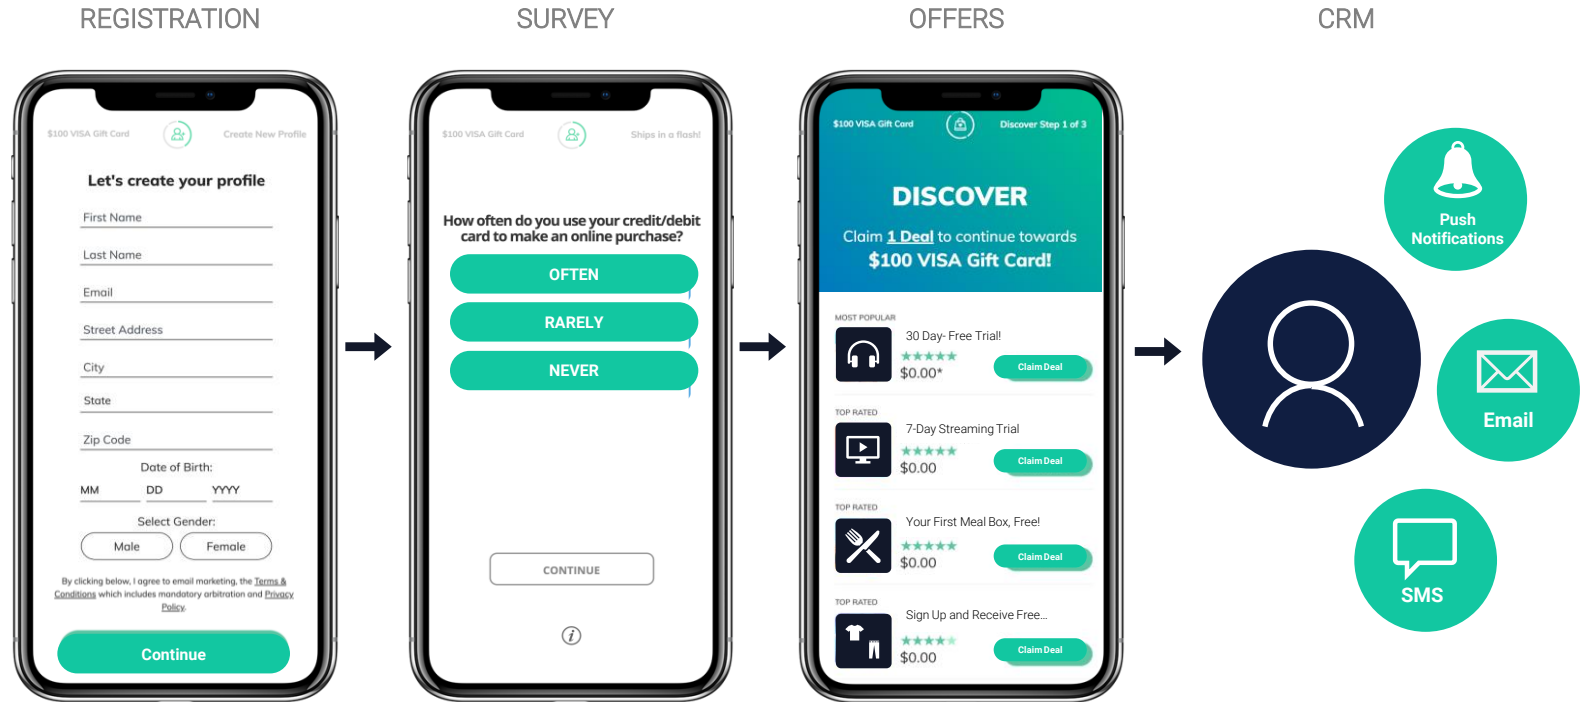 REGISTRATION
SURVEY
OFFERS
CRM
$100 VISA Gift Card
Create New Profile
Let's create your profile
First Name
Last Name
Email
Street Address
City
State
Zip Code
Date of Birth:
MM DD YYYY
Select Gender:
Male Female
By clicking below, I agree to email marketing, the Terms &
Conditions which includes mandatory arbitration and Privacy
Policy.
Continue
$100 VISA Gift Card
Ships in a flash!
How often do you use your credit/debit
card to make an online purchase?
OFTEN
RARELY
NEVER
CONTINUE
i
$100 VISA Gift Card
Discover Step 1 of 3
DISCOVER
Claim 1 Deal to continue towards
$100 VISA Gift Card!
MOST POPULAR
30 Day- Free Trial!
$0.00*
Claim Deal
TOP RATED
7-Day Streaming Trial
$0.00
Claim Deal
TOP RATED
Your First Meal Box, Free!
$0.00
Claim Deal
TOP RATED
Sign Up and Receive Free...
$0.00
Claim Deal
Push
Notifications
Email
SMS